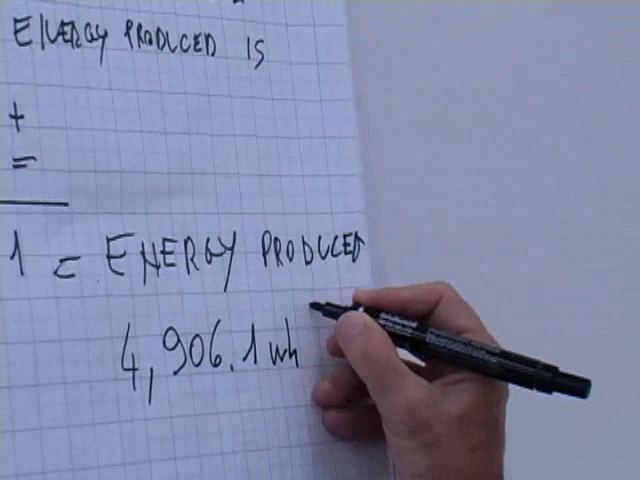 ENERGY PRODUCED IS
+
=
1 = ENERGY PRODUCED
4,906.1 wh